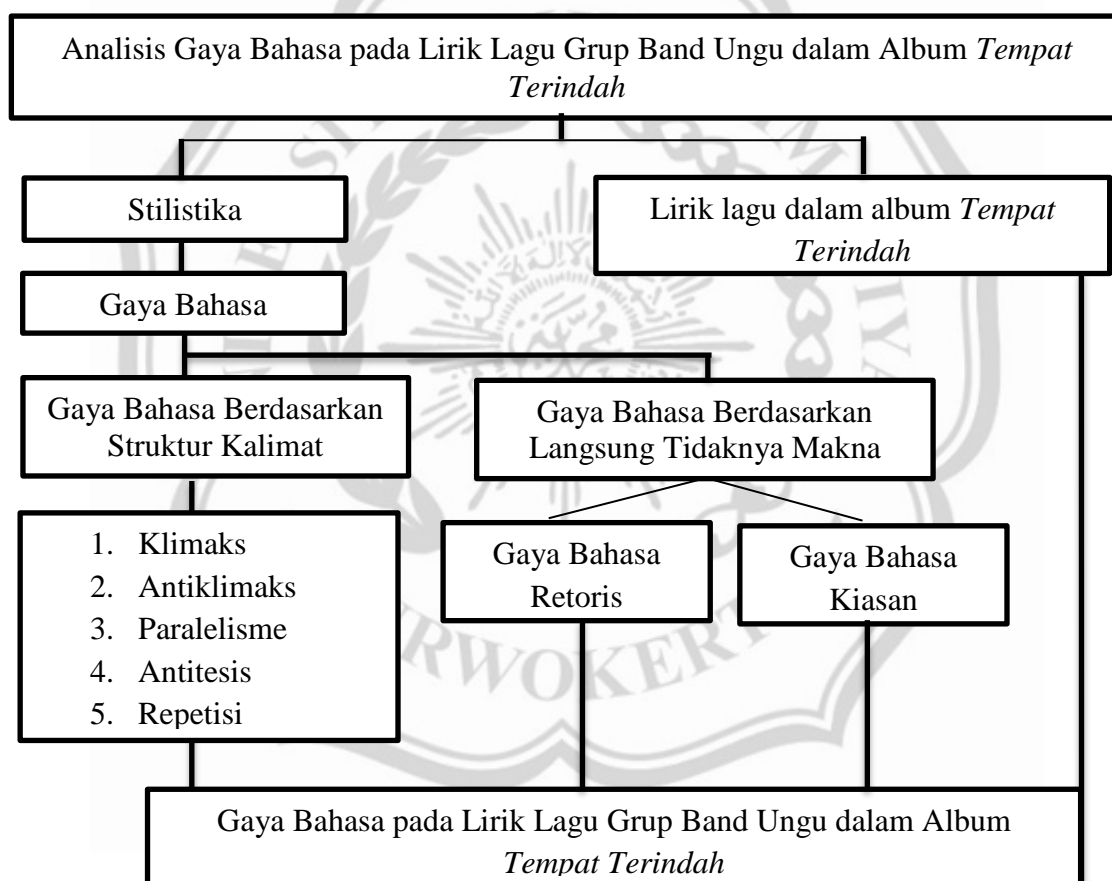 Analisis Gaya Bahasa pada Lirik Lagu Grup Band Ungu dalam Album Tempat
Terindah
Stilistika
Lirik lagu dalam album Tempat
Terindah
Gaya Bahasa
Gaya Bahasa Berdasarkan
Struktur Kalimat
Gaya Bahasa Berdasarkan
Langsung Tidaknya Makna
1. Klimaks
2. Antiklimaks
3. Paralelisme
4. Antitesis
5. Repetisi
Gaya Bahasa
Retoris
Gaya Bahasa
Kiasan
Gaya Bahasa pada Lirik Lagu Grup Band Ungu dalam Album
Tempat Terindah